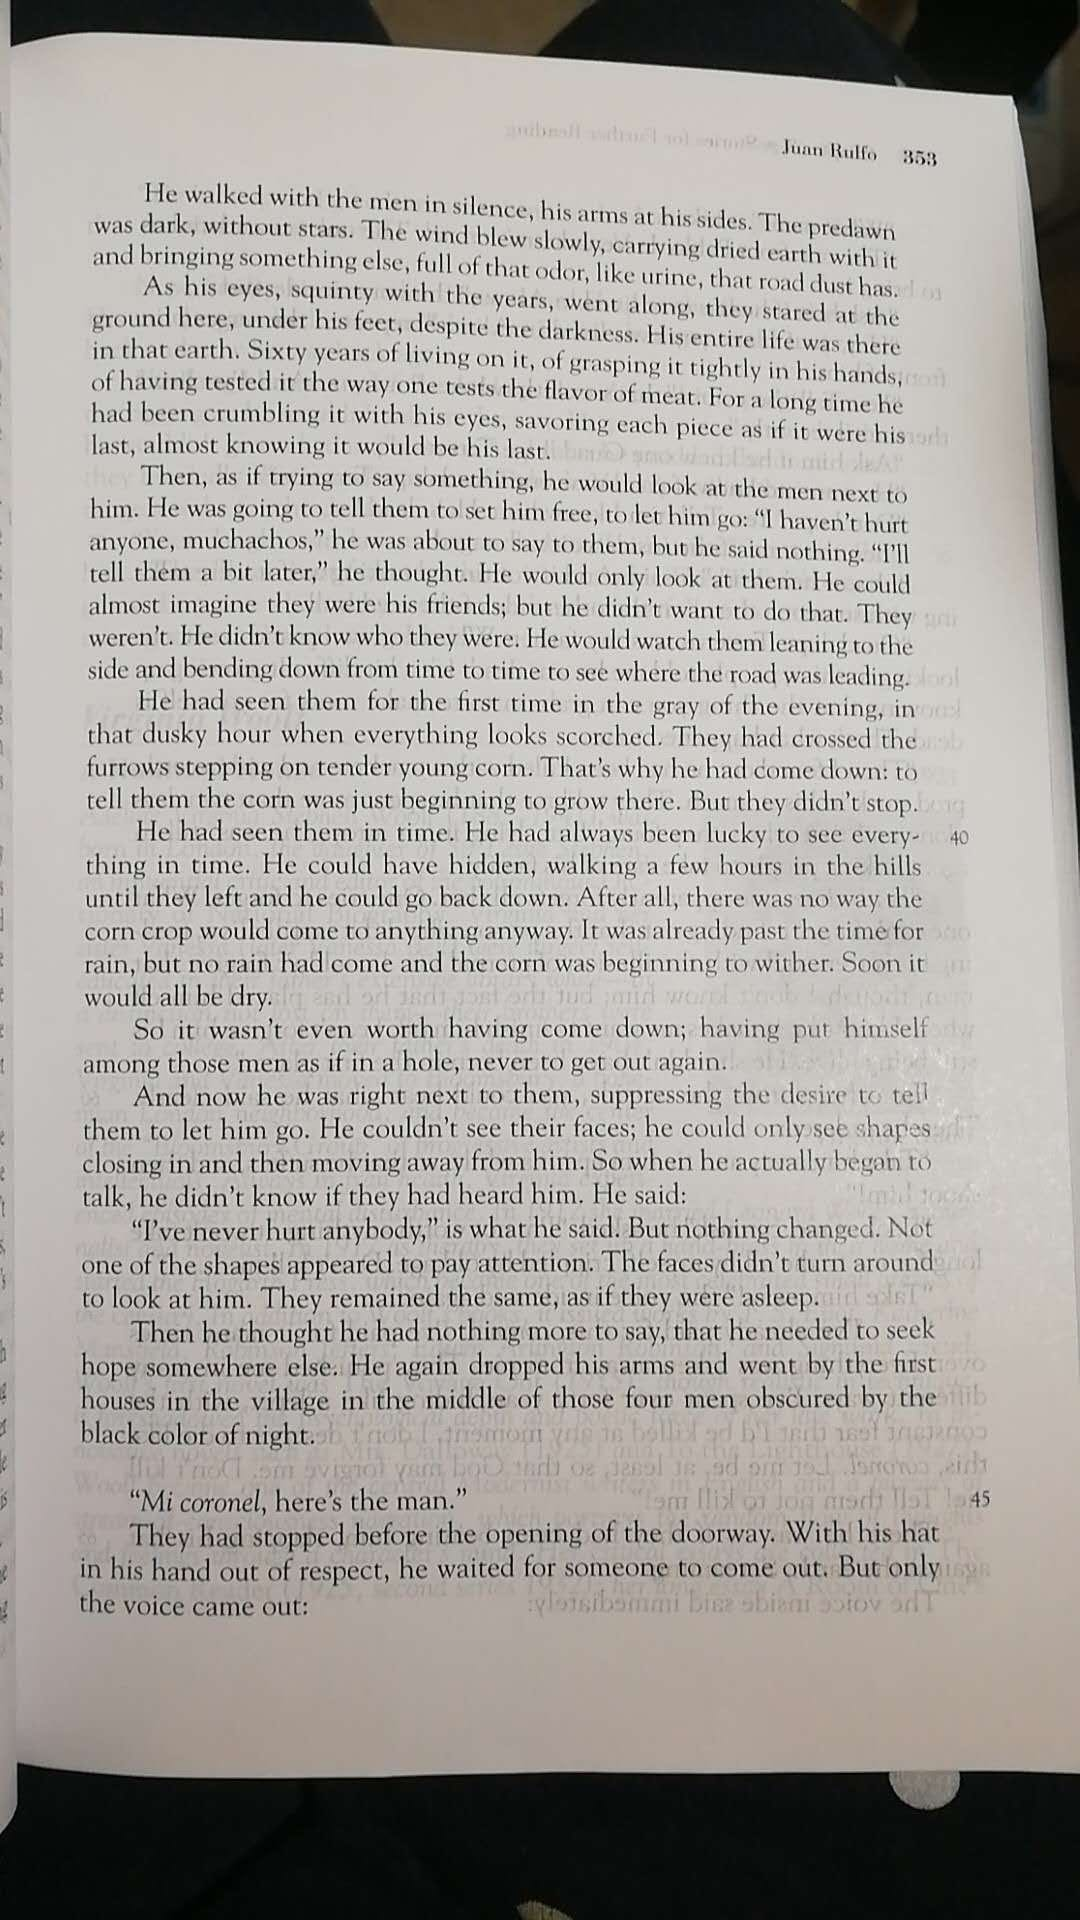 Juan Rulfo 353
He walked with the men in silence, his arms at his sides. The predawn
was dark, without stars. The wind blew slowly, carrying dried earth with it
and bringing something else, full of that odor, like urine, that road dust has.
As his eyes, squinty with the years, went along, they stared at the
ground here, under his feet, despite the darkness. His entire life was there
in that earth. Sixty years of living on it, of grasping it tightly in his hands,
of having tested it the way one tests the flavor of meat. For a long time he
had been crumbling it with his eyes, savoring each piece as if it were his
last, almost knowing it would be his last.
Then, as if trying to say something, he would look at the men next to
him. He was going to tell them to set him free, to let him go: “I haven’t hurt
anyone, muchachos,” he was about to say to them, but he said nothing. “I’ll
tell them a bit later,” he thought. He would only look at them. He could
almost imagine they were his friends; but he didn’t want to do that. They
weren’t. He didn’t know who they were. He would watch them leaning to the
side and bending down from time to time to see where the road was leading.
He had seen them for the first time in the gray of the evening, in
that dusky hour when everything looks scorched. They had crossed the
furrows stepping on tender young corn. That’s why he had come down: to
tell them the corn was just beginning to grow there. But they didn’t stop.
He had seen them in time. He had always been lucky to see every- 40
thing in time. He could have hidden, walking a few hours in the hills
until they left and he could go back down. After all, there was no way the
corn crop would come to anything anyway. It was already past the time for
rain, but no rain had come and the corn was beginning to wither. Soon it
would all be dry.
So it wasn’t even worth having come down; having put himself
among those men as if in a hole, never to get out again.
And now he was right next to them, suppressing the desire to tell
them to let him go. He couldn’t see their faces; he could only see shapes
closing in and then moving away from him. So when he actually began to
talk, he didn’t know if they had heard him. He said:
“I’ve never hurt anybody,” is what he said. But nothing changed. Not
one of the shapes appeared to pay attention. The faces didn’t turn around
to look at him. They remained the same, as if they were asleep.
Then he thought he had nothing more to say, that he needed to seek
hope somewhere else. He again dropped his arms and went by the first
houses in the village in the middle of those four men obscured by the
black color of night.
“Mi coronel, here’s the man.” 45
They had stopped before the opening of the doorway. With his hat
in his hand out of respect, he waited for someone to come out. But only
the voice came out: